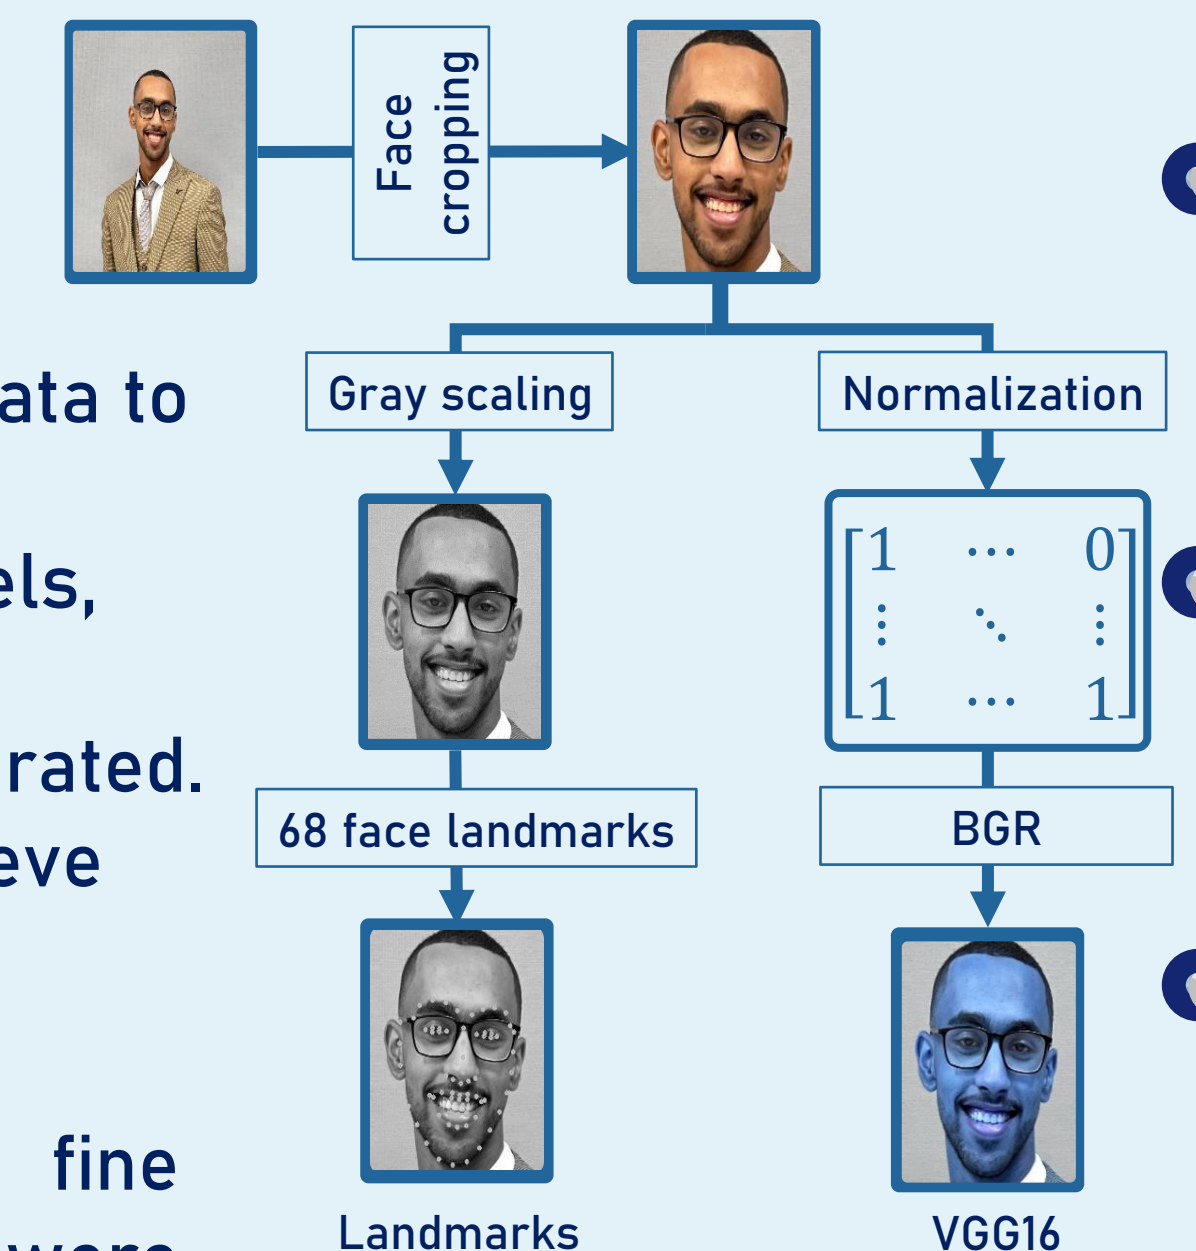 Face
cropping
Gray scaling
Normalization
1 ⋯ 0
⋮ ⋱ ⋮
1 ⋯ 1
68 face landmarks
BGR
Landmarks
VGG16
ata to
els,
rated.
eve
fine
were